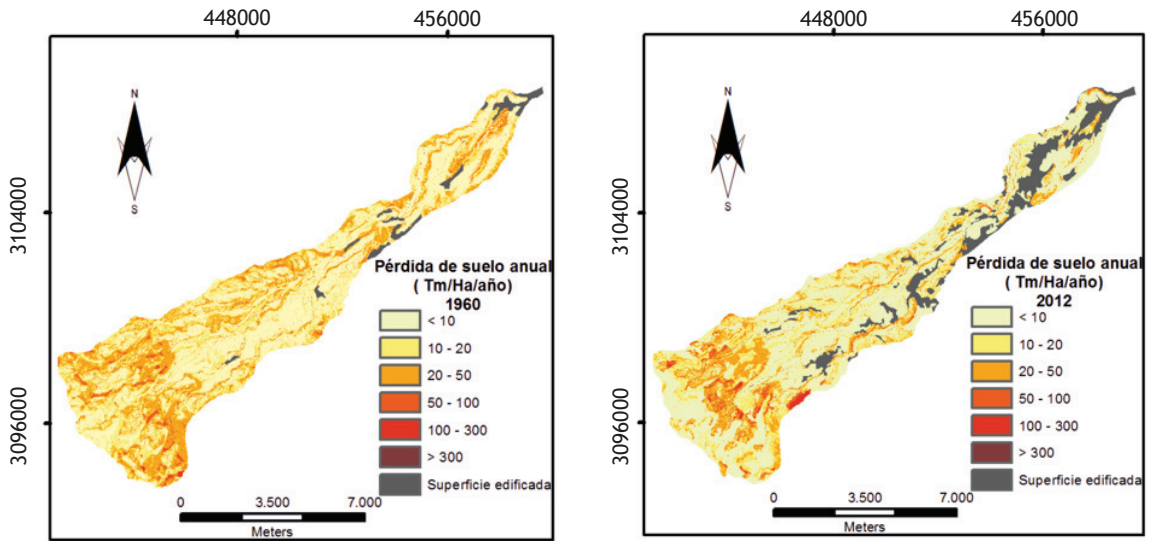 448000
456000
3104000
3096000
N
S
Pérdida de suelo anual
( Tm/Ha/año)
1960
< 10
10 - 20
20 - 50
50 - 100
100 - 300
> 300
Superficie edificada
0
3.500
7.000
Meters
448000
456000
3104000
3096000
N
S
Pérdida de suelo anual
( Tm/Ha/año)
2012
< 10
10 - 20
20 - 50
50 - 100
100 - 300
> 300
Superficie edificada
0
3.500
7.000
Meters